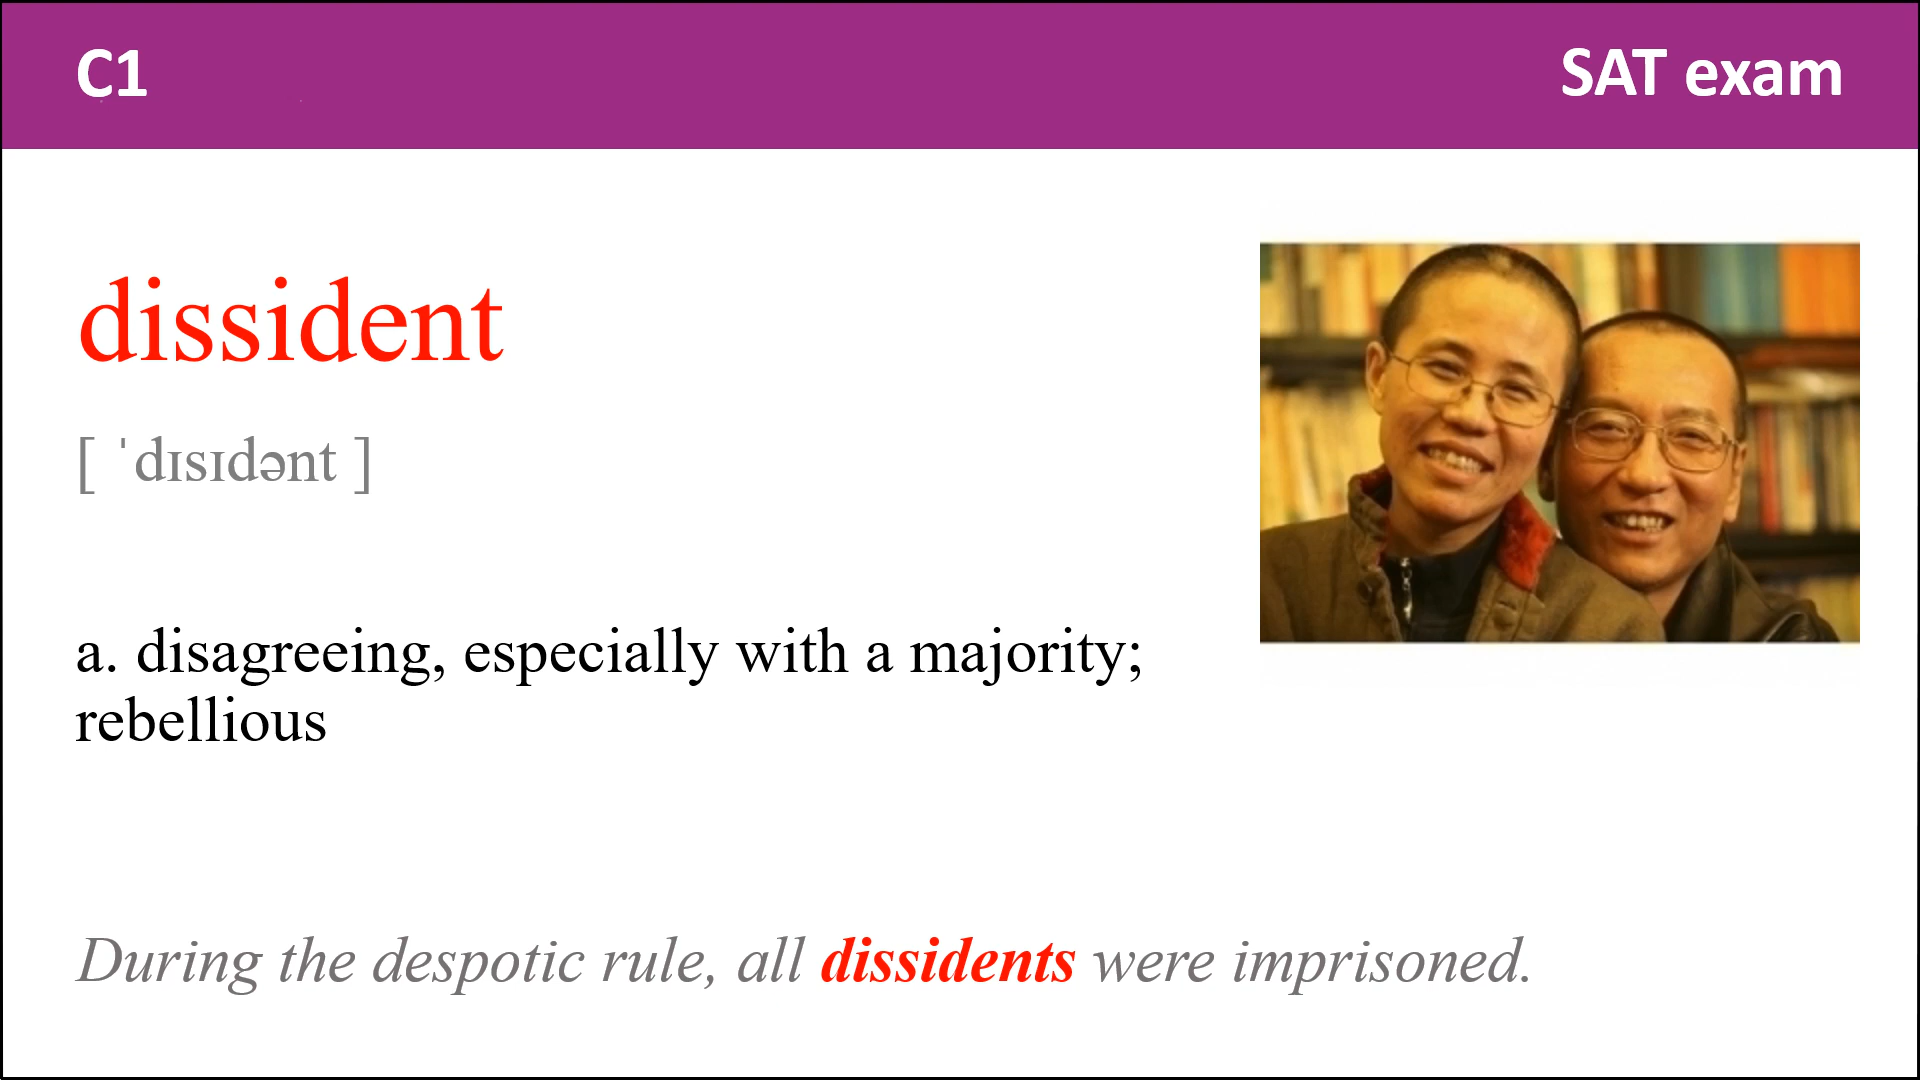 C1
SAT exam
dissident
[ ˈdɪsɪdənt ]
a. disagreeing, especially with a majority;
rebellious
During the despotic rule, all dissidents were imprisoned.